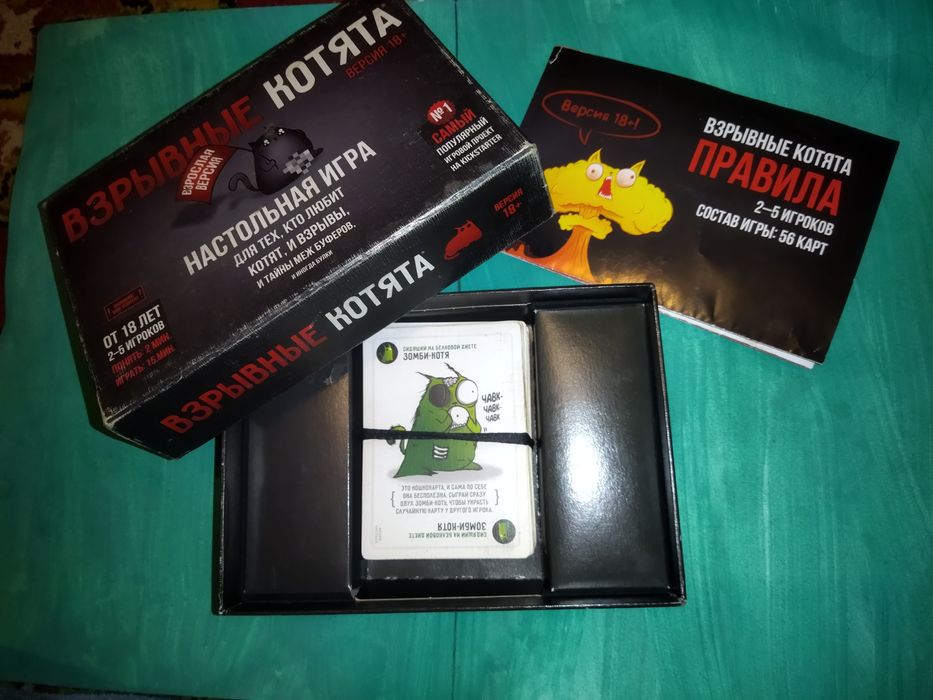 ВЗРЫВНЫЕ КОТЯТА
ВЕРСИЯ 18+
ВЗРОСЛАЯ
ВЕРСИЯ
№1
САМЫЙ
ПОПУЛЯРНЫЙ
ИГРОВОЙ ПРОЕКТ
НА KICKSTARTER
НАСТОЛЬНАЯ ИГРА
ДЛЯ ТЕХ, КТО ЛЮБИТ
КОТЯТ, И ВЗРЫВЫ,
И ТАЙНЫ МЕЖ БУФЕРОВ,
И ИНОГДА БУЛКИ
ОТ 18 ЛЕТ
2–5 ИГРОКОВ
ПОНЯТЬ: 2 МИН.
ИГРАТЬ: 15 МИН.
ВЗРЫВНЫЕ КОТЯТА
ВЕРСИЯ
18+
Версия 18+!
ВЗРЫВНЫЕ КОТЯТА
ПРАВИЛА
2–5 ИГРОКОВ
СОСТАВ ИГРЫ: 56 КАРТ
СИДЯЩИЙ НА БЕЛКОВОЙ ДИЕТЕ
ЗОМБИ-КОТЯ
ЧАВК-
ЧАВК-
ЧАВК
ЭТО КОШКОКАРТА, И САМА ПО СЕБЕ
ОНА БЕСПОЛЕЗНА. СЫГРАЙ СРАЗУ
ДВУХ ЗОМБИ-КОТЬ, ЧТОБЫ УКРАСТЬ
СЛУЧАЙНУЮ КАРТУ У ДРУГОГО ИГРОКА.
СИДЯЩИЙ НА БЕЛКОВОЙ ДИЕТЕ
ЗОМБИ-КОТЯ